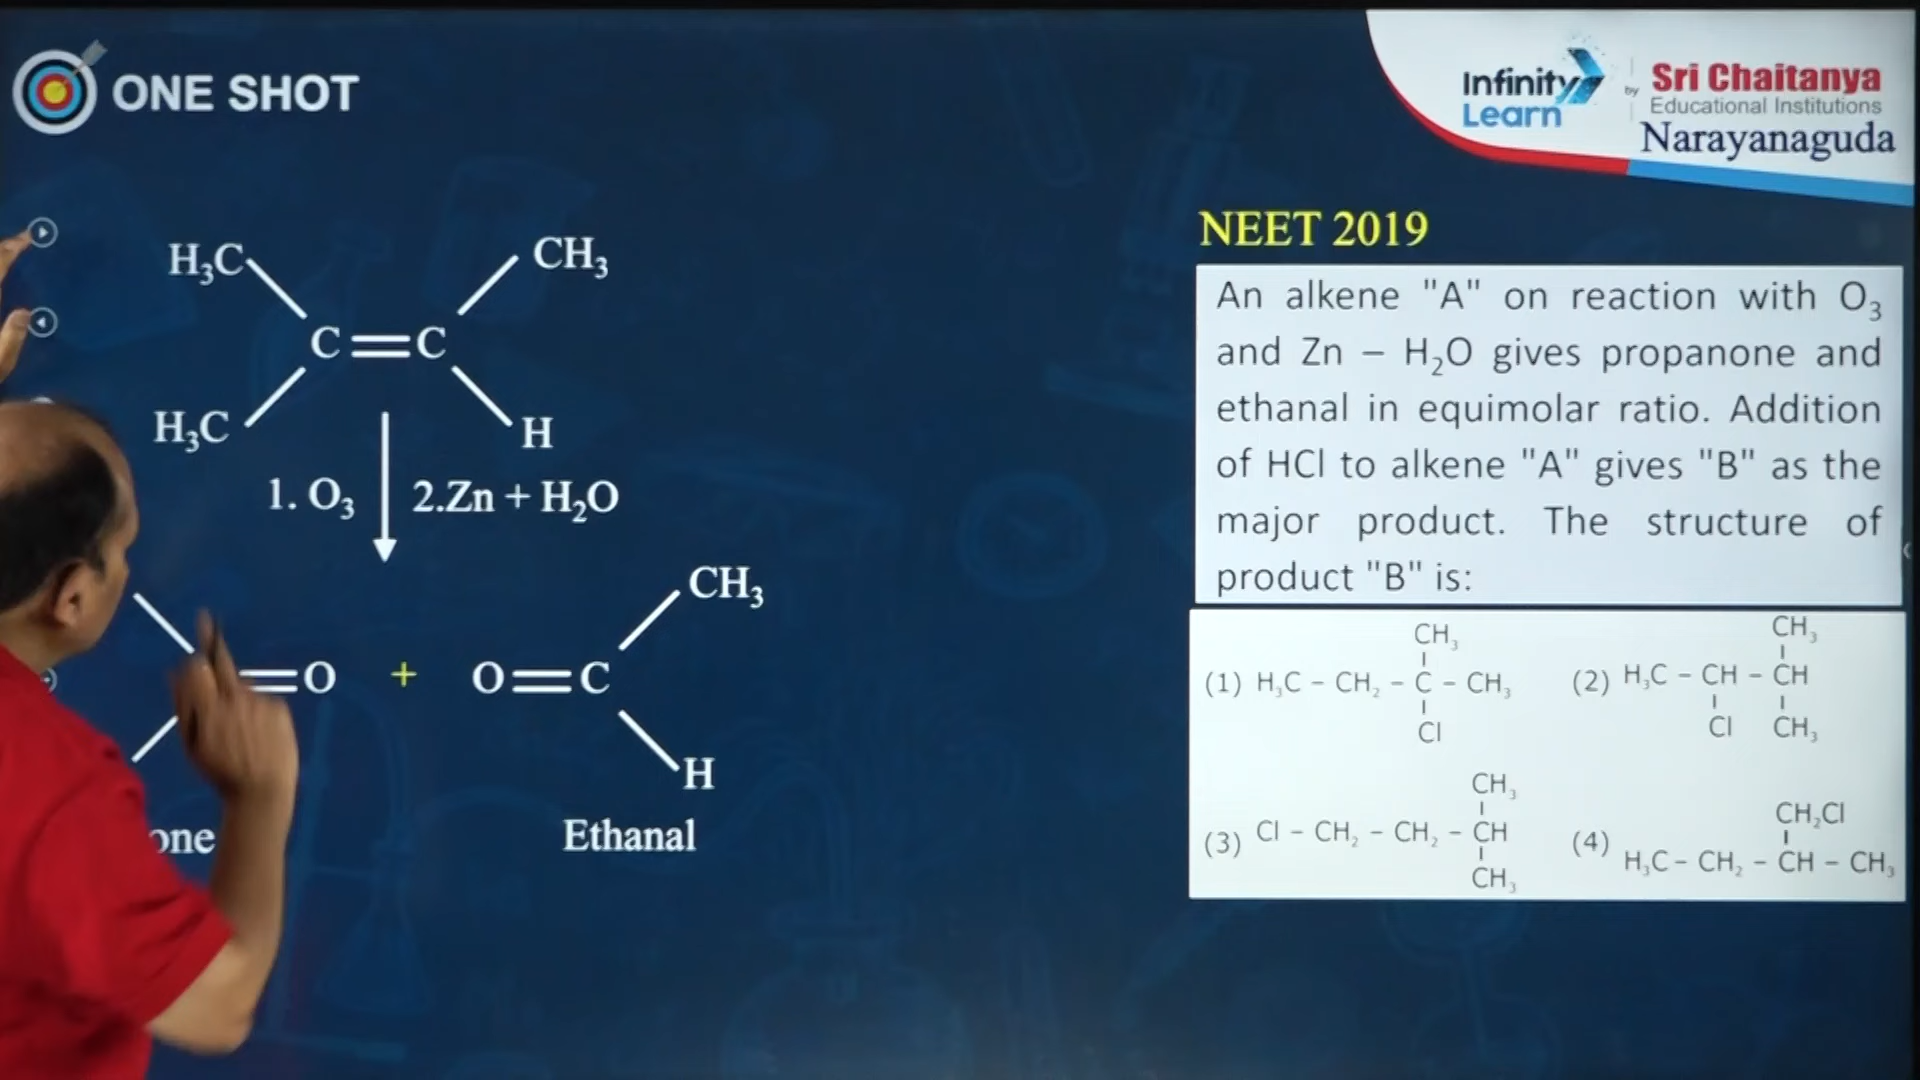 ONE SHOT
Infinity Learn by Sri Chaitanya
Educational Institutions
Narayanaguda
H₃C CH₃
C=C
H₃C H
1. O₃ 2.Zn + H₂O
CH₃
=O + O=C
H
one Ethanal
NEET 2019
An alkene "A" on reaction with O₃
and Zn – H₂O gives propanone and
ethanal in equimolar ratio. Addition
of HCl to alkene "A" gives "B" as the
major product. The structure of
product "B" is:
CH₃
(1) H₃C – CH₂ – C – CH₃
Cl
CH₃
(2) H₃C – CH – CH
Cl CH₃
CH₃
(3) Cl – CH₂ – CH₂ – CH
CH₃
CH₂Cl
(4) H₃C – CH₂ – CH – CH₃